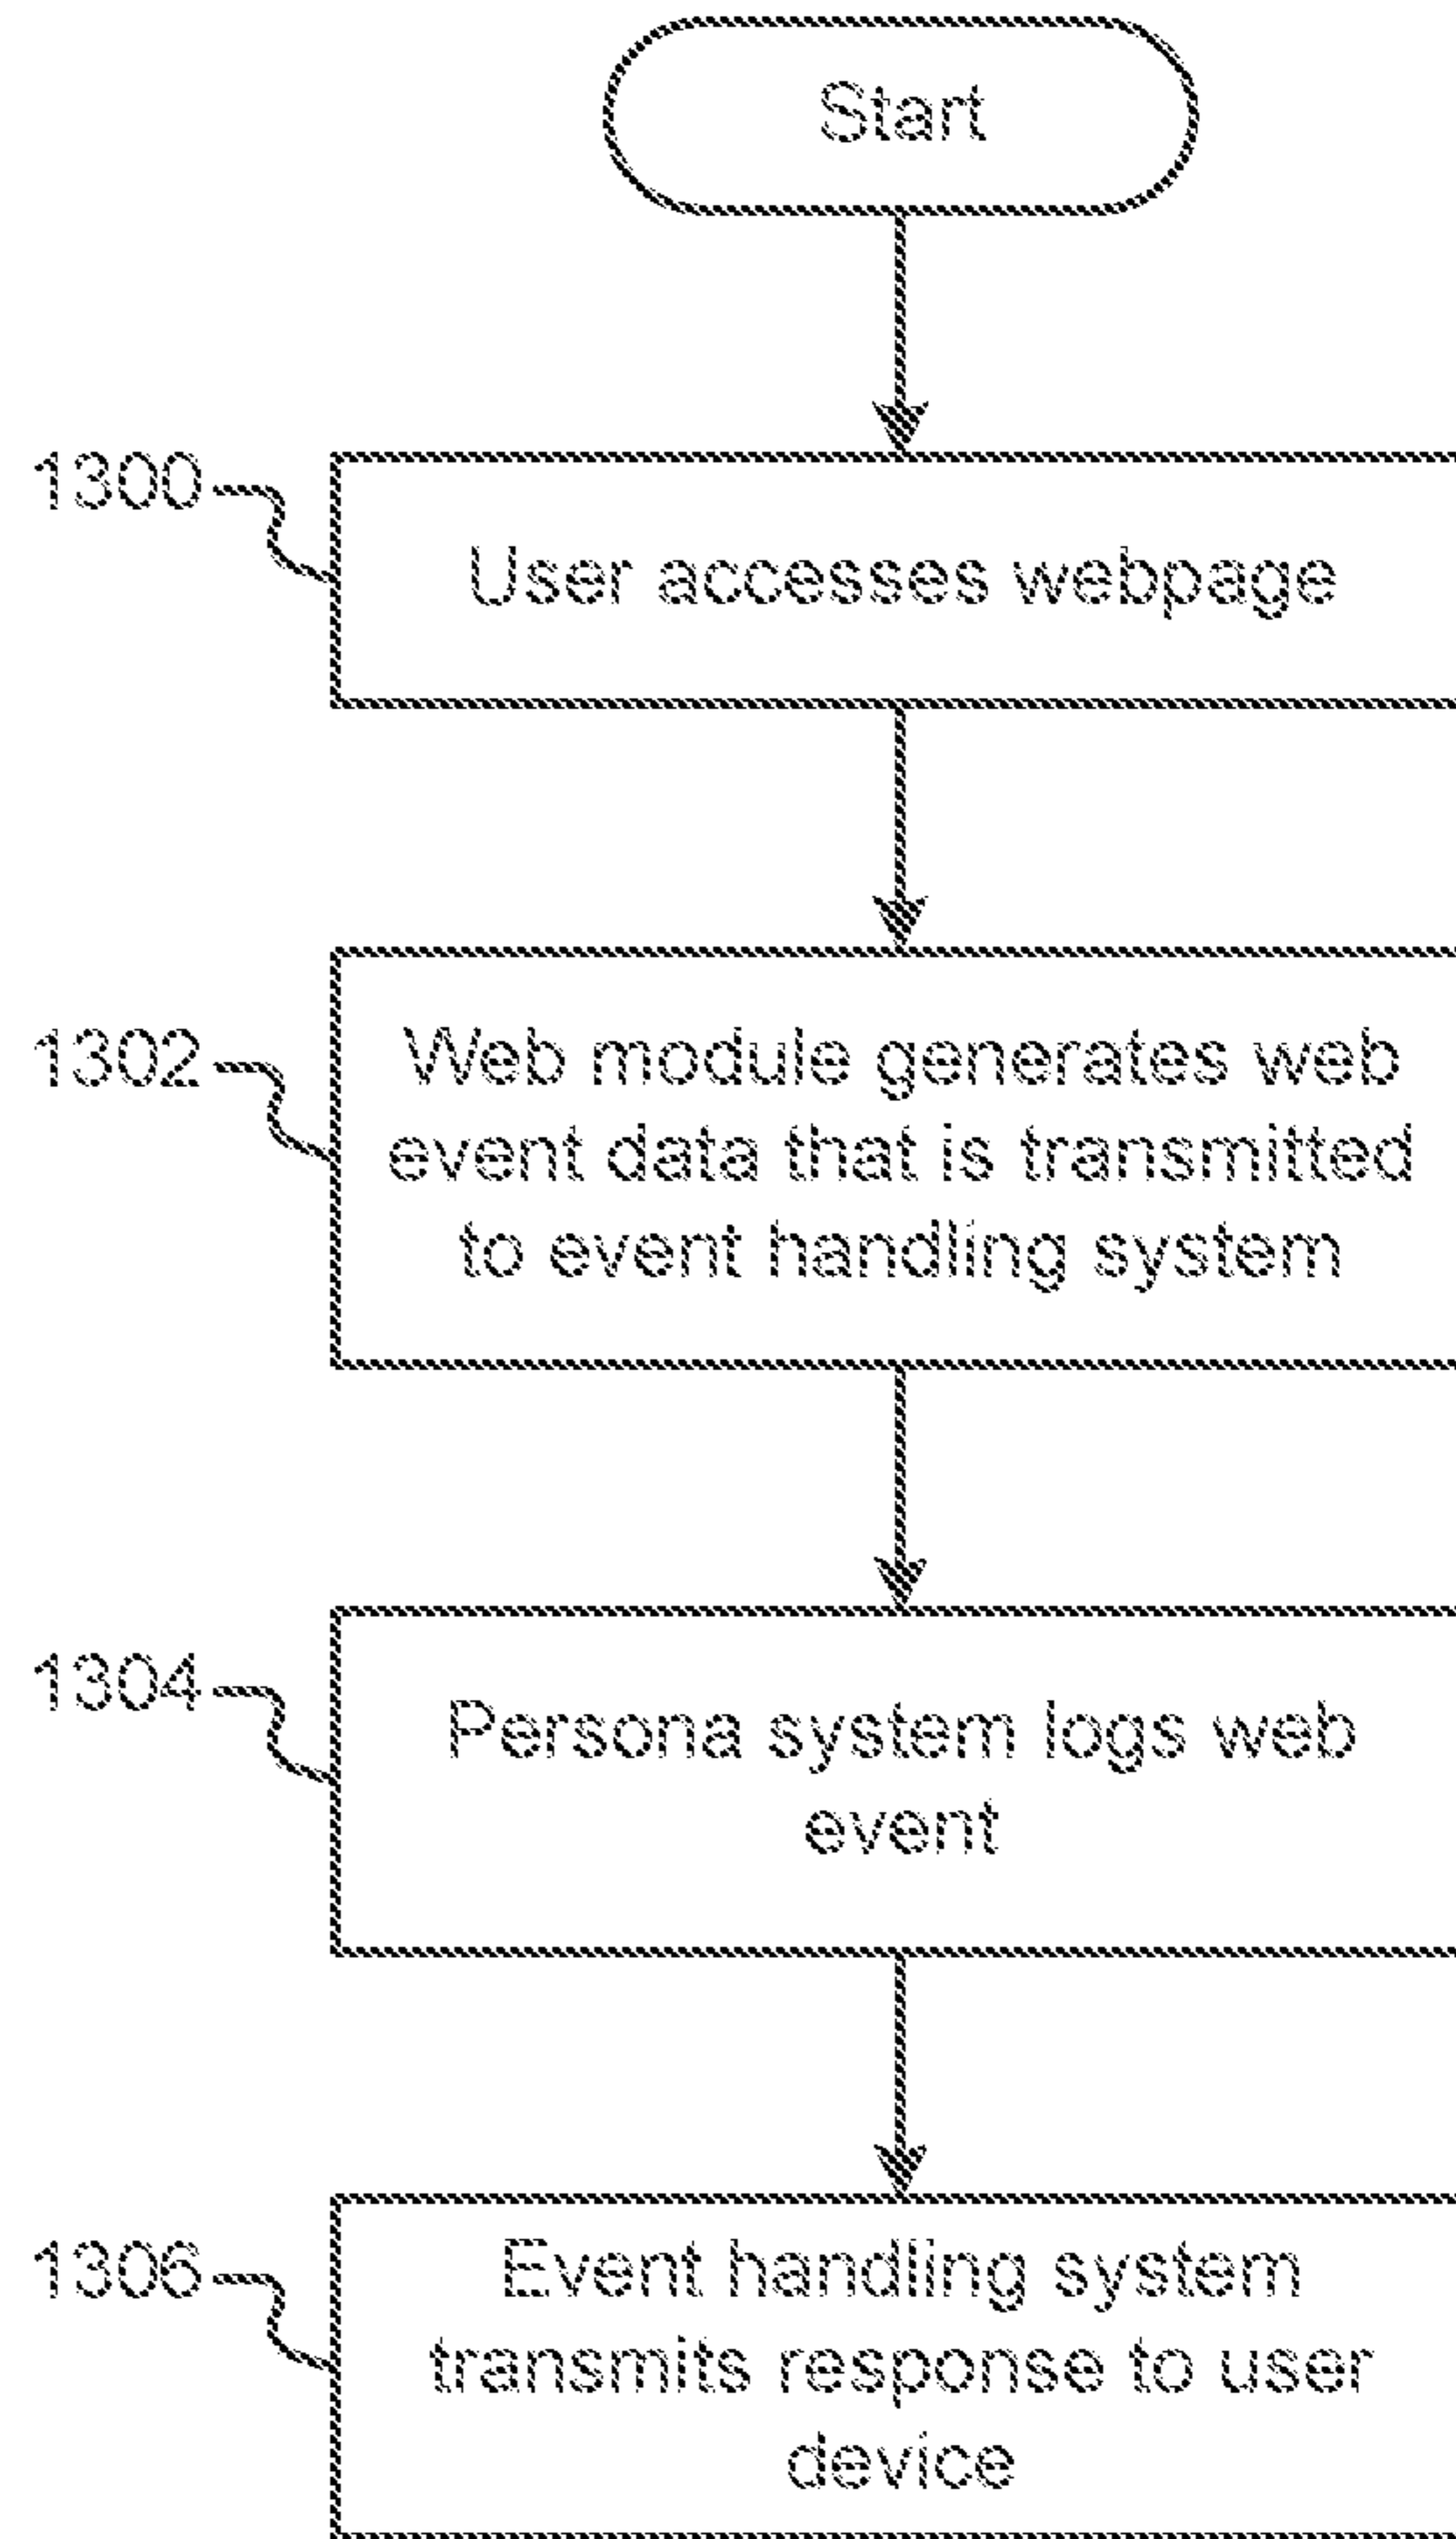 Start
1300
User accesses webpage
1302
Web module generates web
event data that is transmitted
to event handling system
1304
Persona system logs web
event
1306
Event handling system
transmits response to user
device